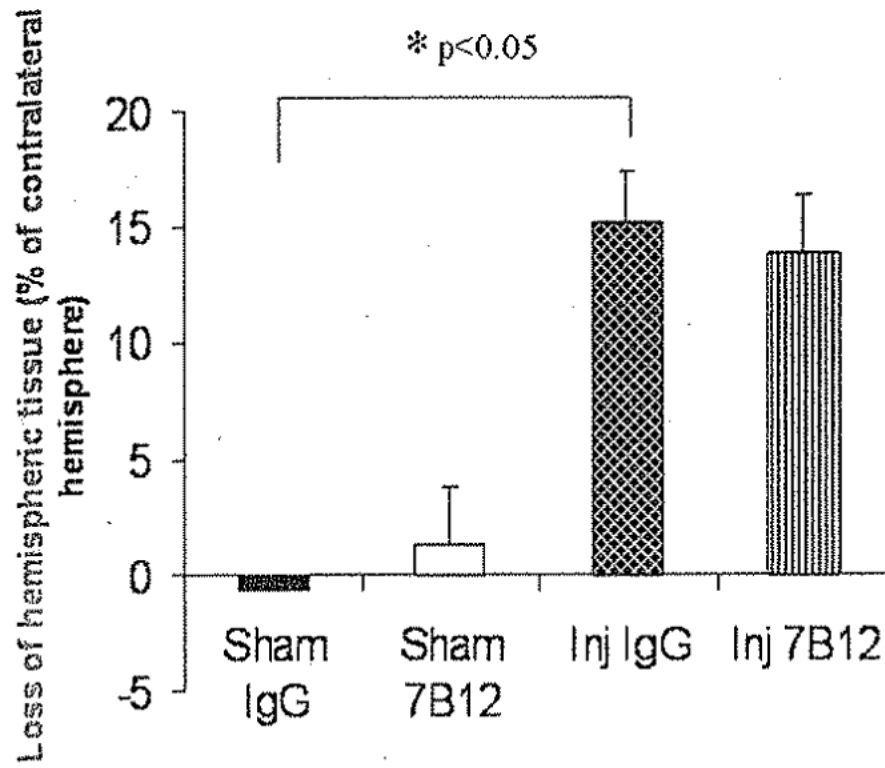 * p<0.05
Loss of hemispheric tissue (% of contralateral
hemisphere)
20
15
10
5
0
-5
Sham
IgG
Sham
7B12
Inj IgG
Inj 7B12